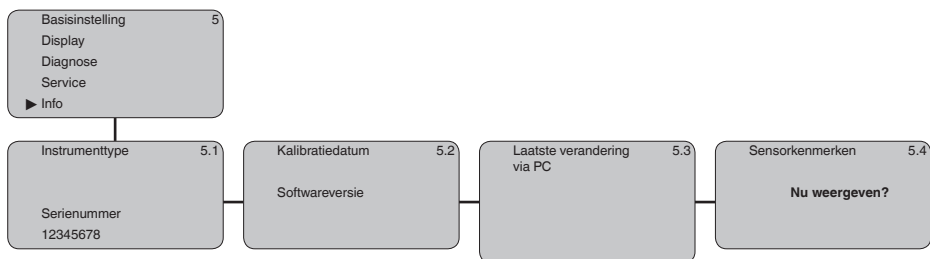 Basisinstelling 5
Display
Diagnose
Service
▶ Info
Instrumenttype 5.1
Serienummer
12345678
Kalibratiedatum 5.2
Softwareversie
Laatste verandering 5.3
via PC
Sensorkenmerken 5.4
Nu weergeven?